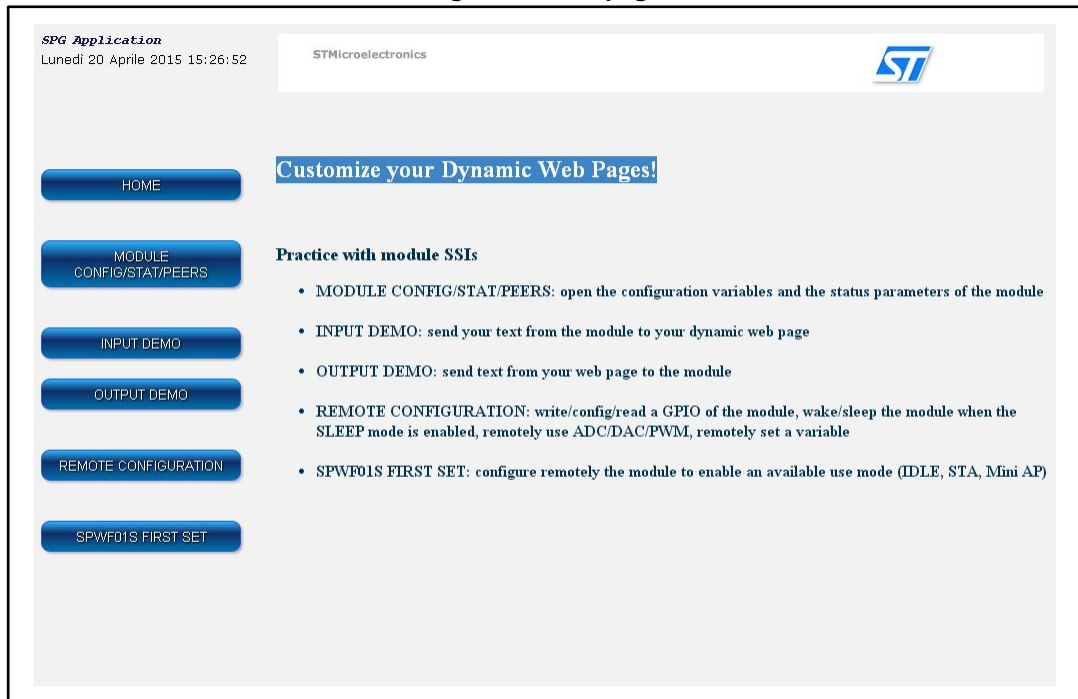 SPG Application
Lunedì 20 Aprile 2015 15:26:52
STMicroelectronics
ST
HOME
MODULE
CONFIG/STAT/PEERS
INPUT DEMO
OUTPUT DEMO
REMOTE CONFIGURATION
SPWF01S FIRST SET
Customize your Dynamic Web Pages!
Practice with module SSIs
• MODULE CONFIG/STAT/PEERS: open the configuration variables and the status parameters of the module
• INPUT DEMO: send your text from the module to your dynamic web page
• OUTPUT DEMO: send text from your web page to the module
• REMOTE CONFIGURATION: write/config/read a GPIO of the module, wake/sleep the module when the
SLEEP mode is enabled, remotely use ADC/DAC/PWM, remotely set a variable
• SPWF01S FIRST SET: configure remotely the module to enable an available use mode (IDLE, STA, Mini AP)